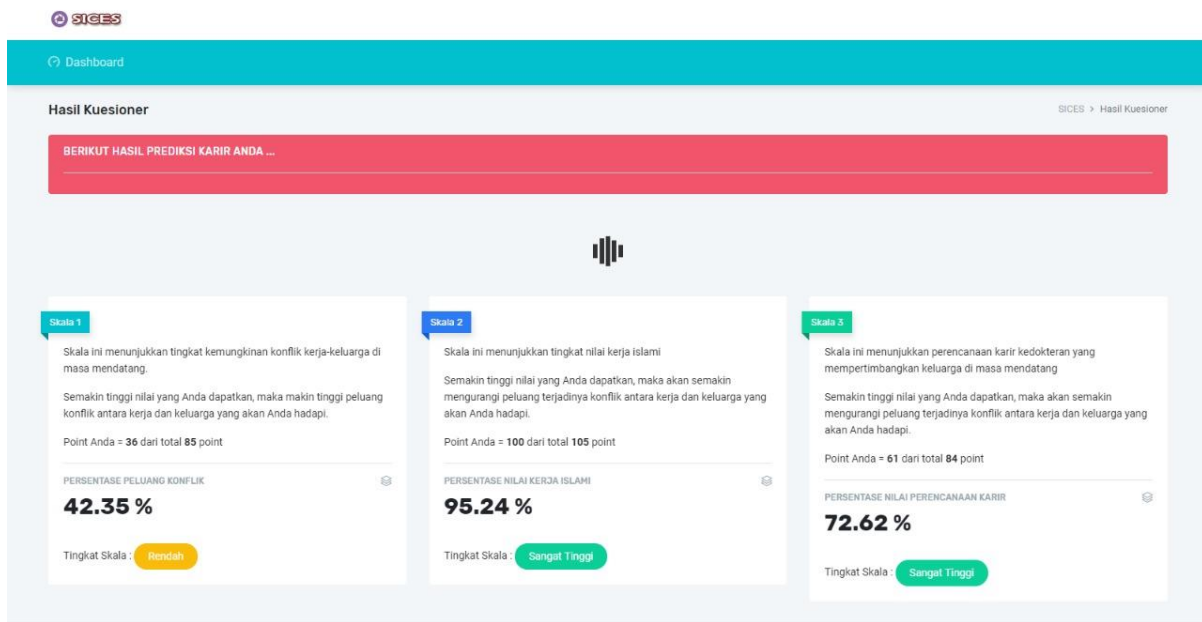 SICES
Dashboard
Hasil Kuesioner
SICES > Hasil Kuesioner
BERIKUT HASIL PREDIKSI KARIR ANDA ...
Skala 1
Skala ini menunjukkan tingkat kemungkinan konflik kerja-keluarga di
masa mendatang.
Semakin tinggi nilai yang Anda dapatkan, maka makin tinggi peluang
konflik antara kerja dan keluarga yang akan Anda hadapi.
Point Anda = 36 dari total 85 point
PERSENTASE PELUANG KONFLIK
42.35 %
Tingkat Skala : Rendah
Skala 2
Skala ini menunjukkan tingkat nilai kerja islami
Semakin tinggi nilai yang Anda dapatkan, maka akan semakin
mengurangi peluang terjadinya konflik antara kerja dan keluarga yang
akan Anda hadapi.
Point Anda = 100 dari total 105 point
PERSENTASE NILAI KERJA ISLAMI
95.24 %
Tingkat Skala : Sangat Tinggi
Skala 3
Skala ini menunjukkan perencanaan karir kedokteran yang
mempertimbangkan keluarga di masa mendatang
Semakin tinggi nilai yang Anda dapatkan, maka akan semakin
mengurangi peluang terjadinya konflik antara kerja dan keluarga yang
akan Anda hadapi.
Point Anda = 61 dari total 84 point
PERSENTASE NILAI PERENCANAAN KARIR
72.62 %
Tingkat Skala : Sangat Tinggi